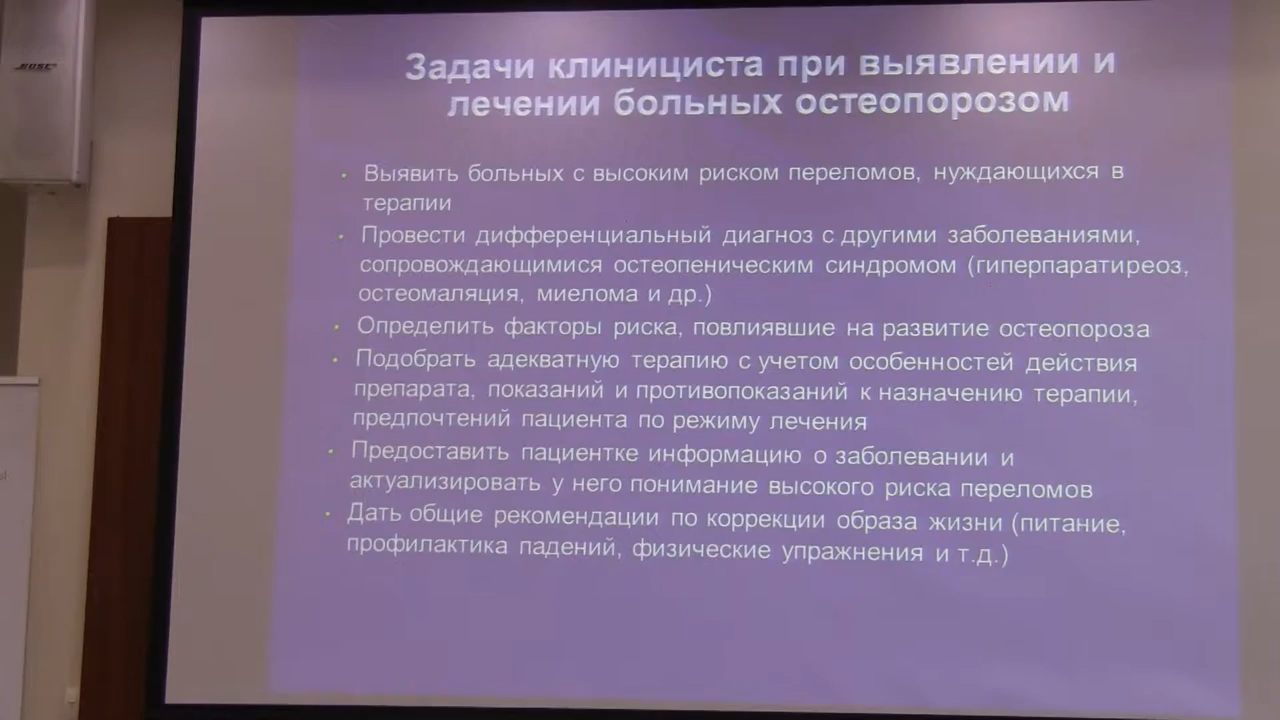 BOSE
Задачи клинициста при выявлении и
лечении больных остеопорозом
• Выявить больных с высоким риском переломов, нуждающихся в
терапии
• Провести дифференциальный диагноз с другими заболеваниями,
сопровождающимися остеопеническим синдромом (гиперпаратиреоз,
остеомаляция, миелома и др.)
• Определить факторы риска, повлиявшие на развитие остеопороза
• Подобрать адекватную терапию с учетом особенностей действия
препарата, показаний и противопоказаний к назначению терапии,
предпочтений пациента по режиму лечения
• Предоставить пациентке информацию о заболевании и
актуализировать у него понимание высокого риска переломов
• Дать общие рекомендации по коррекции образа жизни (питание,
профилактика падений, физические упражнения и т.д.)